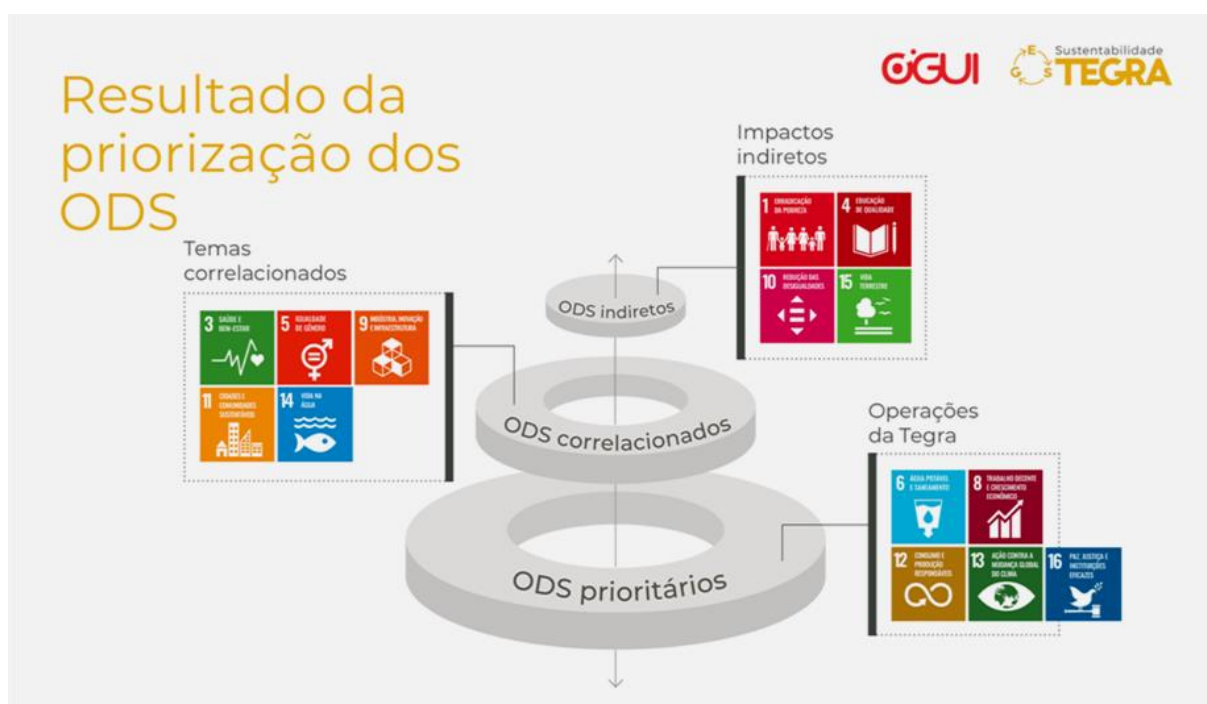 Resultado da
priorização dos
ODS
GIGUI
Sustentabilidade
E
G S TEGRA
Impactos
indiretos
1 ERRADICAÇÃO
DA POBREZA
4 EDUCAÇÃO
DE QUALIDADE
10 REDUÇÃO DAS
DESIGUALDADES
15 VIDA
TERRESTRE
Temas
correlacionados
3 SAÚDE E
BEM-ESTAR
5 IGUALDADE
DE GÊNERO
9 INDÚSTRIA, INOVAÇÃO
E INFRAESTRUTURA
11 CIDADES E
COMUNIDADES
SUSTENTÁVEIS
14 VIDA NA
ÁGUA
ODS indiretos
ODS correlacionados
ODS prioritários
Operações
da Tegra
6 ÁGUA POTÁVEL
E SANEAMENTO
8 TRABALHO DECENTE
E CRESCIMENTO
ECONÔMICO
12 CONSUMO E
PRODUÇÃO
RESPONSÁVEIS
13 AÇÃO CONTRA A
MUDANÇA GLOBAL
DO CLIMA
16 PAZ, JUSTIÇA E
INSTITUIÇÕES
EFICAZES